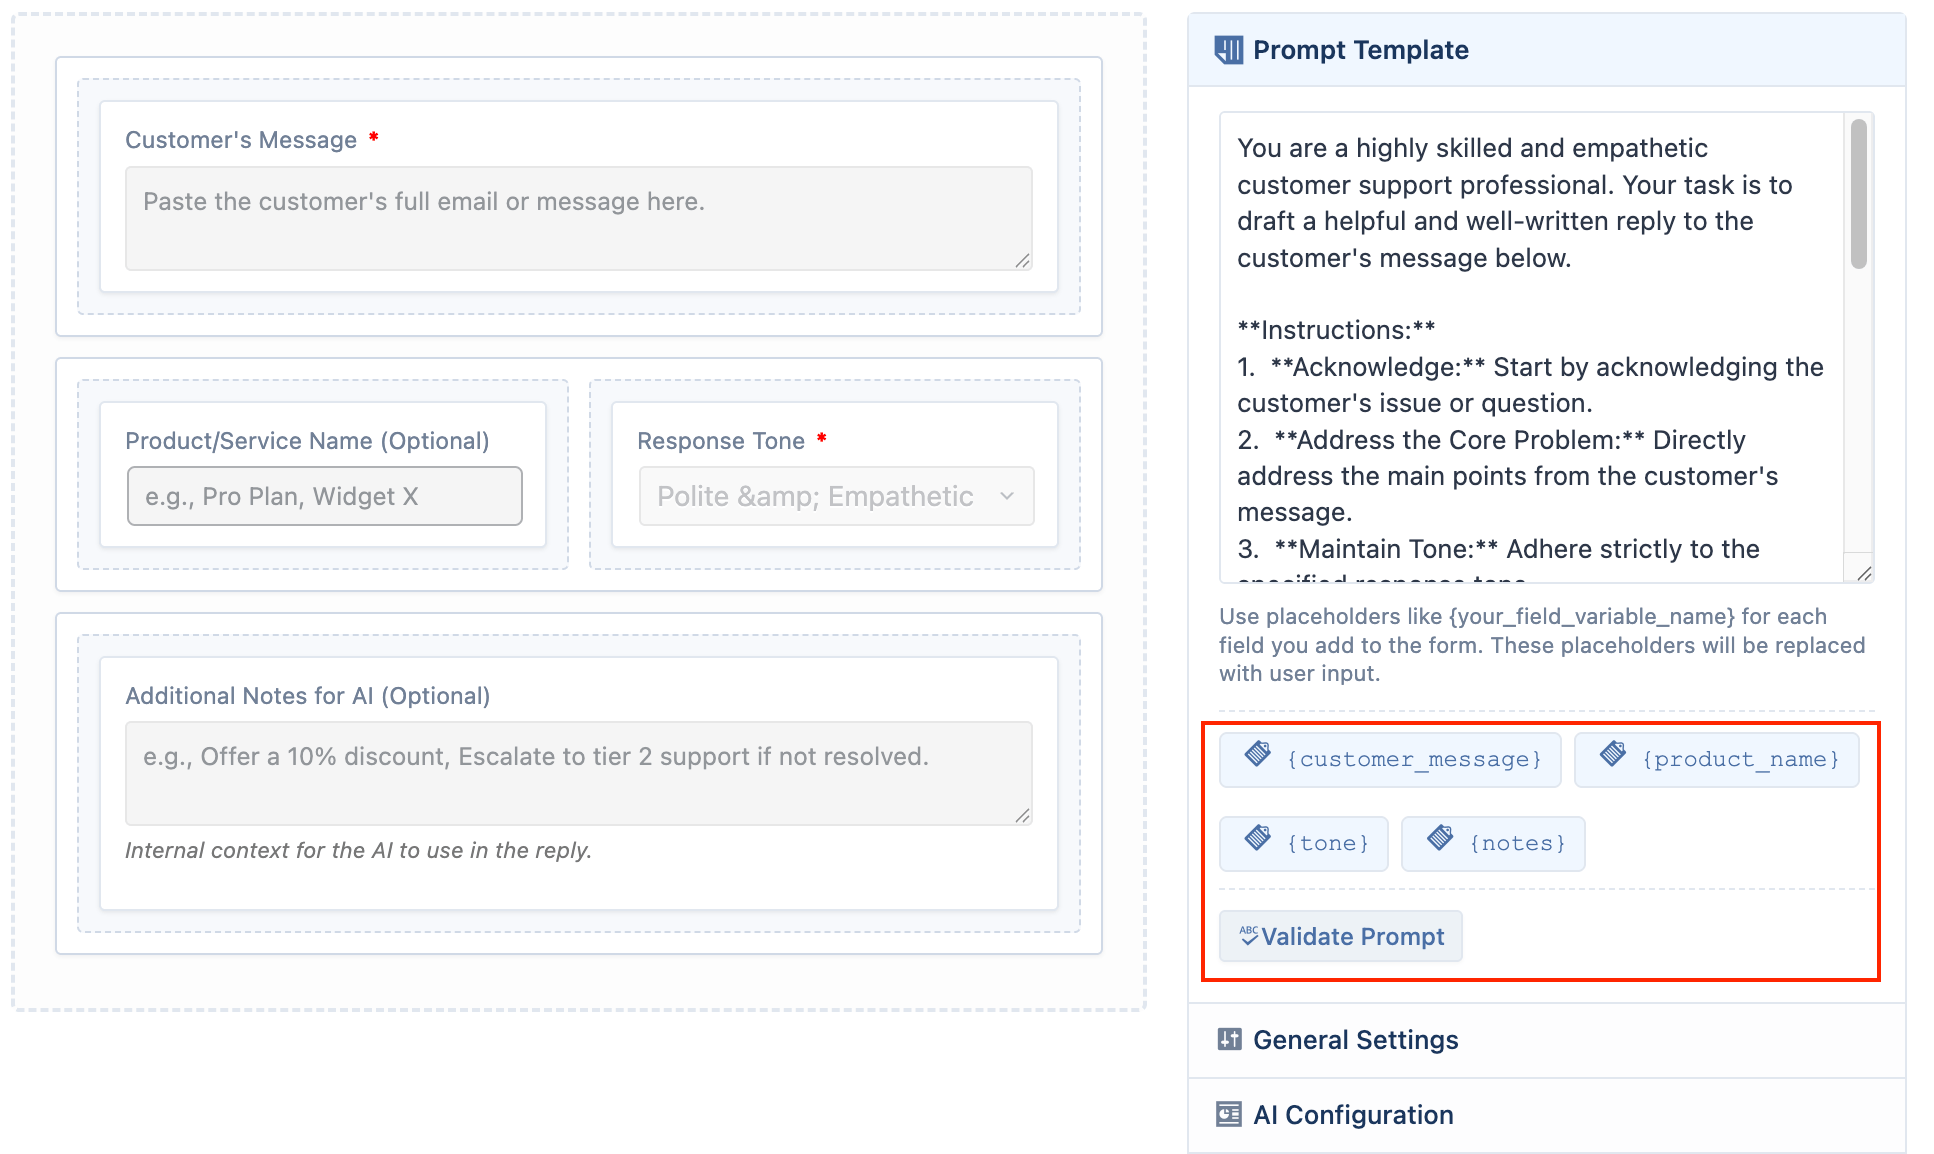 Customer's Message *
Paste the customer's full email or message here.
Product/Service Name (Optional)
e.g., Pro Plan, Widget X
Response Tone *
Polite &amp; Empathetic
Additional Notes for AI (Optional)
e.g., Offer a 10% discount, Escalate to tier 2 support if not resolved.
Internal context for the AI to use in the reply.
Prompt Template
You are a highly skilled and empathetic
customer support professional. Your task is to
draft a helpful and well-written reply to the
customer's message below.
**Instructions:**
1.  **Acknowledge:** Start by acknowledging the
customer's issue or question.
2.  **Address the Core Problem:** Directly
address the main points from the customer's
message.
3.  **Maintain Tone:** Adhere strictly to the
specified response tone
Use placeholders like {your_field_variable_name} for each
field you add to the form. These placeholders will be replaced
with user input.
{customer_message}
{product_name}
{tone}
{notes}
ABC Validate Prompt
General Settings
AI Configuration